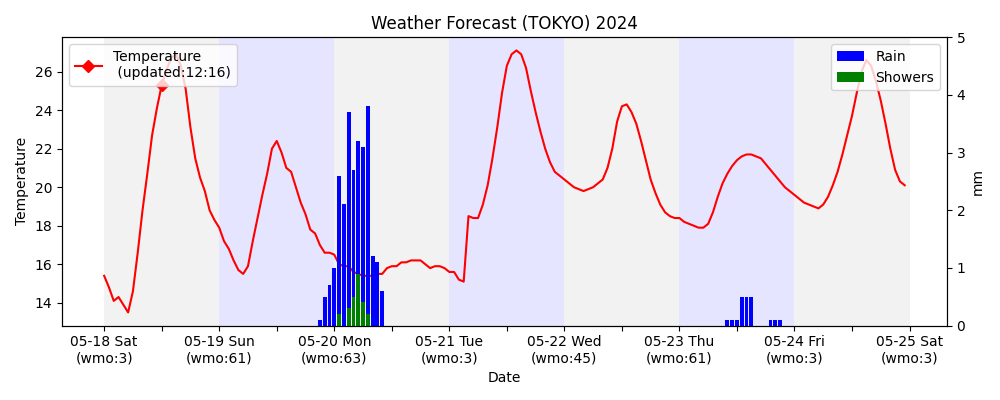 Weather Forecast (TOKYO) 2024
Temperature
(updated:12:16)
Rain
Showers
Temperature
26
24
22
20
18
16
14
5
4
3
2
1
0
mm
05-18 Sat
(wmo:3)
05-19 Sun
(wmo:61)
05-20 Mon
(wmo:63)
05-21 Tue
(wmo:3)
05-22 Wed
(wmo:45)
05-23 Thu
(wmo:61)
05-24 Fri
(wmo:3)
05-25 Sat
(wmo:3)
Date